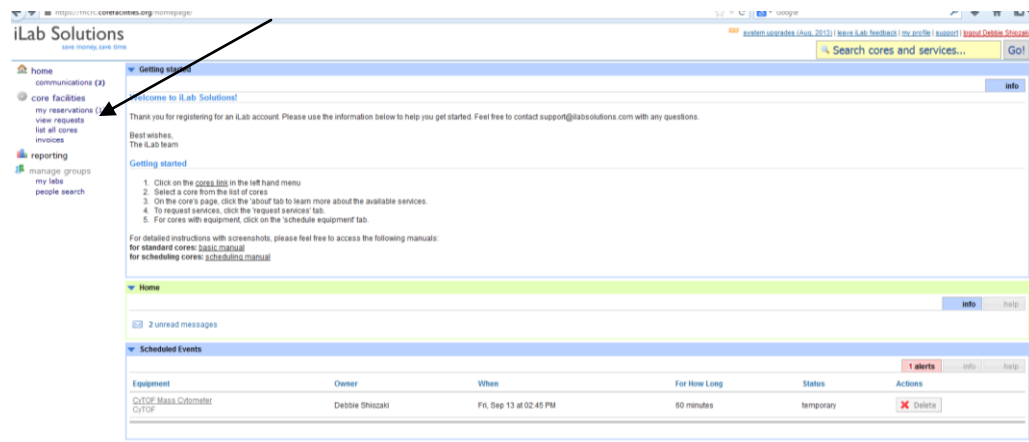 https://mcrc.corefacilities.org/homepage/
Google
iLab Solutions
save money, save time
system upgrades (Aug, 2013) | leave iLab feedback | my profile | support | logout Debbie Shiozaki
Search cores and services...
Go!
home
communications (2)
core facilities
my reservations (1)
view requests
list all cores
invoices
reporting
manage groups
my labs
people search
Getting started
info
Welcome to iLab Solutions!
Thank you for registering for an iLab account. Please use the information below to help you get started. Feel free to contact support@ilabsolutions.com with any questions.
Best wishes,
The iLab team
Getting started
1. Click on the cores link in the left hand menu
2. Select a core from the list of cores
3. On the core's page, click the 'about' tab to learn more about the available services.
4. To request services, click the 'request services' tab.
5. For cores with equipment, click on the 'schedule equipment' tab.
For detailed instructions with screenshots, please feel free to access the following manuals:
for standard cores: basic manual
for scheduling cores: scheduling manual
Home
info help
2 unread messages
Scheduled Events
1 alerts info help
Equipment Owner When For How Long Status Actions
CyTOF Mass Cytometer Debbie Shiozaki Fri, Sep 13 at 02:45 PM 60 minutes temporary Delete
CyTOF